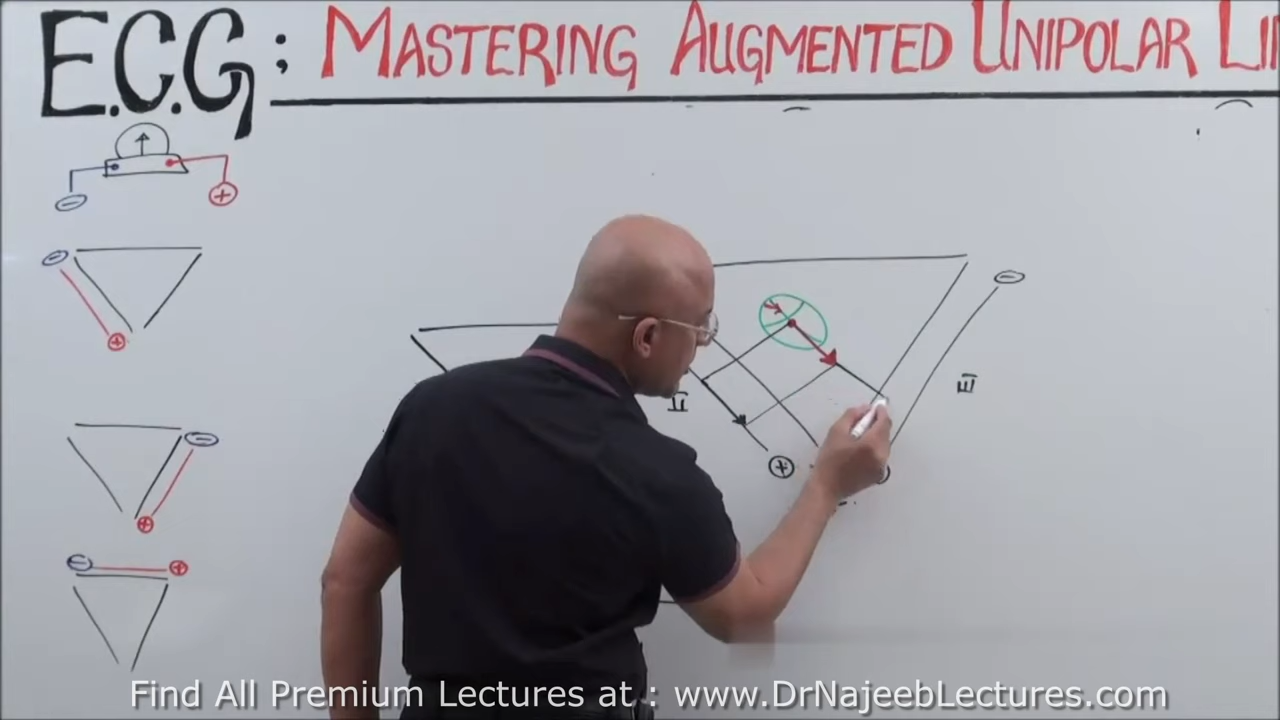 E.C.G; MASTERING AUGMENTED UNIPOLAR LI
Find All Premium Lectures at : www.DrNajeebLectures.com